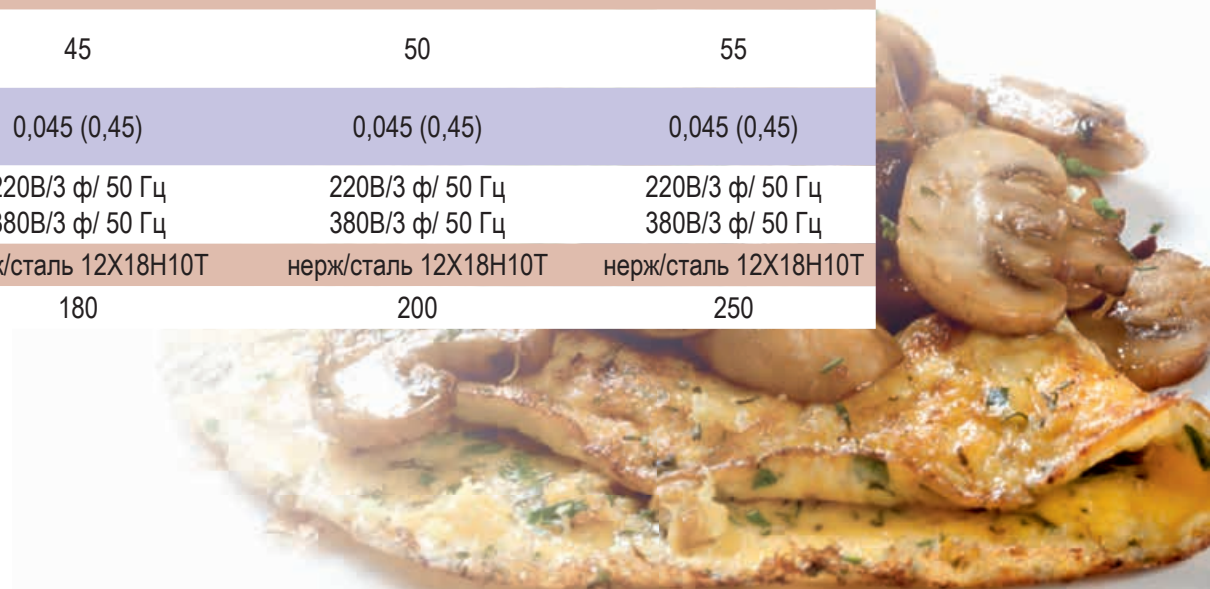 45 50 55
0,045 (0,45) 0,045 (0,45) 0,045 (0,45)
220В/3 ф/ 50 Гц 220В/3 ф/ 50 Гц 220В/3 ф/ 50 Гц
380В/3 ф/ 50 Гц 380В/3 ф/ 50 Гц 380В/3 ф/ 50 Гц
ж/сталь 12Х18Н10Т нерж/сталь 12Х18Н10Т нерж/сталь 12Х18Н10Т
180 200 250